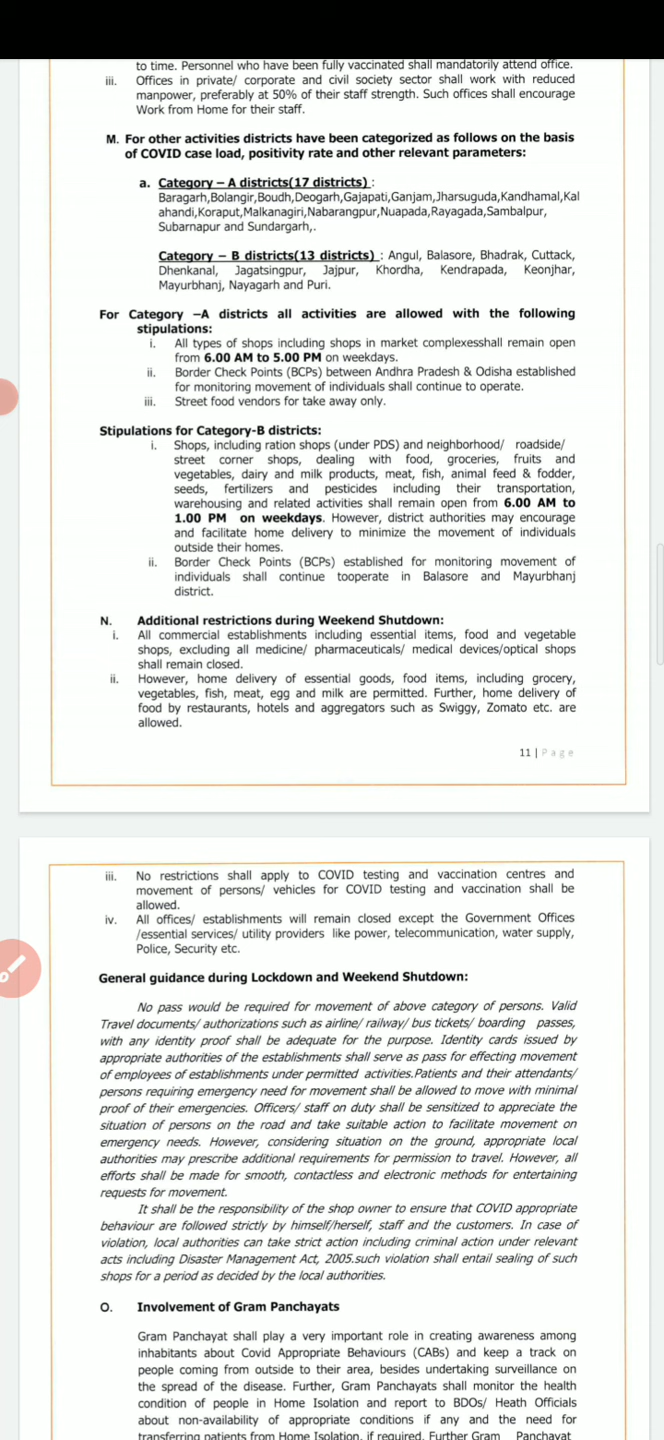 to time. Personnel who have been fully vaccinated shall mandatorily attend office.
iii. Offices in private/ corporate and civil society sector shall work with reduced
manpower, preferably at 50% of their staff strength. Such offices shall encourage
Work from Home for their staff.
M. For other activities districts have been categorized as follows on the basis
of COVID case load, positivity rate and other relevant parameters:
a. Category – A districts(17 districts) :
Baragarh,Bolangir,Boudh,Deogarh,Gajapati,Ganjam,Jharsuguda,Kandhamal,Kal
ahandi,Koraput,Malkanagiri,Nabarangpur,Nuapada,Rayagada,Sambalpur,
Subarnapur and Sundargarh,.
Category – B districts(13 districts) : Angul, Balasore, Bhadrak, Cuttack,
Dhenkanal, Jagatsingpur, Jajpur, Khordha, Kendrapada, Keonjhar,
Mayurbhanj, Nayagarh and Puri.
For Category –A districts all activities are allowed with the following
stipulations:
i. All types of shops including shops in market complexesshall remain open
from 6.00 AM to 5.00 PM on weekdays.
ii. Border Check Points (BCPs) between Andhra Pradesh & Odisha established
for monitoring movement of individuals shall continue to operate.
iii. Street food vendors for take away only.
Stipulations for Category-B districts:
i. Shops, including ration shops (under PDS) and neighborhood/ roadside/
street corner shops, dealing with food, groceries, fruits and
vegetables, dairy and milk products, meat, fish, animal feed & fodder,
seeds, fertilizers and pesticides including their transportation,
warehousing and related activities shall remain open from 6.00 AM to
1.00 PM on weekdays. However, district authorities may encourage
and facilitate home delivery to minimize the movement of individuals
outside their homes.
ii. Border Check Points (BCPs) established for monitoring movement of
individuals shall continue tooperate in Balasore and Mayurbhanj
district.
N. Additional restrictions during Weekend Shutdown:
i. All commercial establishments including essential items, food and vegetable
shops, excluding all medicine/ pharmaceuticals/ medical devices/optical shops
shall remain closed.
ii. However, home delivery of essential goods, food items, including grocery,
vegetables, fish, meat, egg and milk are permitted. Further, home delivery of
food by restaurants, hotels and aggregators such as Swiggy, Zomato etc. are
allowed.
11 | Page
iii. No restrictions shall apply to COVID testing and vaccination centres and
movement of persons/ vehicles for COVID testing and vaccination shall be
allowed.
iv. All offices/ establishments will remain closed except the Government Offices
/essential services/ utility providers like power, telecommunication, water supply,
Police, Security etc.
General guidance during Lockdown and Weekend Shutdown:
No pass would be required for movement of above category of persons. Valid
Travel documents/ authorizations such as airline/ railway/ bus tickets/ boarding passes,
with any identity proof shall be adequate for the purpose. Identity cards issued by
appropriate authorities of the establishments shall serve as pass for effecting movement
of employees of establishments under permitted activities.Patients and their attendants/
persons requiring emergency need for movement shall be allowed to move with minimal
proof of their emergencies. Officers/ staff on duty shall be sensitized to appreciate the
situation of persons on the road and take suitable action to facilitate movement on
emergency needs. However, considering situation on the ground, appropriate local
authorities may prescribe additional requirements for permission to travel. However, all
efforts shall be made for smooth, contactless and electronic methods for entertaining
requests for movement.
It shall be the responsibility of the shop owner to ensure that COVID appropriate
behaviour are followed strictly by himself/herself, staff and the customers. In case of
violation, local authorities can take strict action including criminal action under relevant
acts including Disaster Management Act, 2005.such violation shall entail sealing of such
shops for a period as decided by the local authorities.
O. Involvement of Gram Panchayats
Gram Panchayat shall play a very important role in creating awareness among
inhabitants about Covid Appropriate Behaviours (CABs) and keep a track on
people coming from outside to their area, besides undertaking surveillance on
the spread of the disease. Further, Gram Panchayats shall monitor the health
condition of people in Home Isolation and report to BDOs/ Heath Officials
about non-availability of appropriate conditions if any and the need for
transferring patients from Home Isolation, if required. Further Gram Panchayat